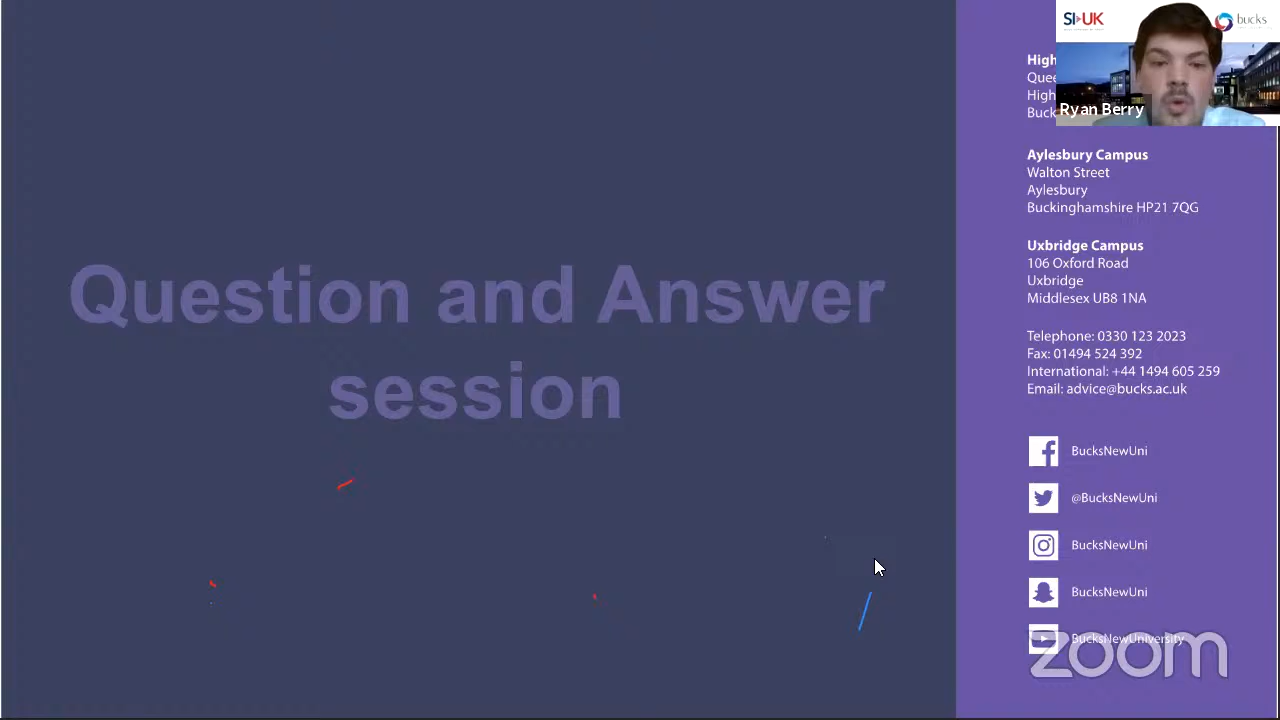 Question and Answer
session
SI-UK
bucks
Ryan Berry
High
Que
High
Buck
Aylesbury Campus
Walton Street
Aylesbury
Buckinghamshire HP21 7QG
Uxbridge Campus
106 Oxford Road
Uxbridge
Middlesex UB8 1NA
Telephone: 0330 123 2023
Fax: 01494 524 392
International: +44 1494 605 259
Email: advice@bucks.ac.uk
BucksNewUni
@BucksNewUni
BucksNewUni
BucksNewUni
BucksNewUniversity
zoom